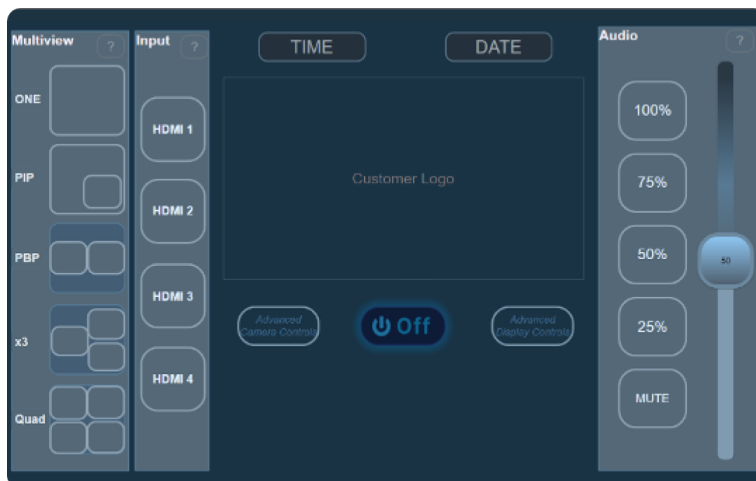 Multiview ?
Input ?
TIME
DATE
Audio ?
ONE
PIP
PBP
x3
Quad
HDMI 1
HDMI 2
HDMI 3
HDMI 4
Customer Logo
Advanced
Camera Controls
Off
Advanced
Display Controls
100%
75%
50%
25%
MUTE
50